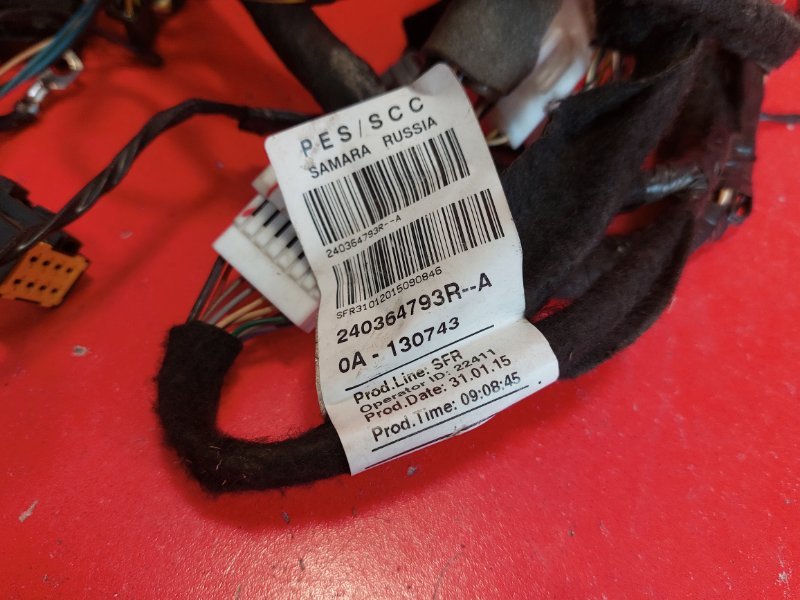 PES/SCC
SAMARA RUSSIA
240364793R--A
SFR31012015090846
240364793R--A
0A-130743
Prod.Line: SFR
Operator ID: 22411
Prod.Date: 31.01.15
Prod.Time: 09:08:45